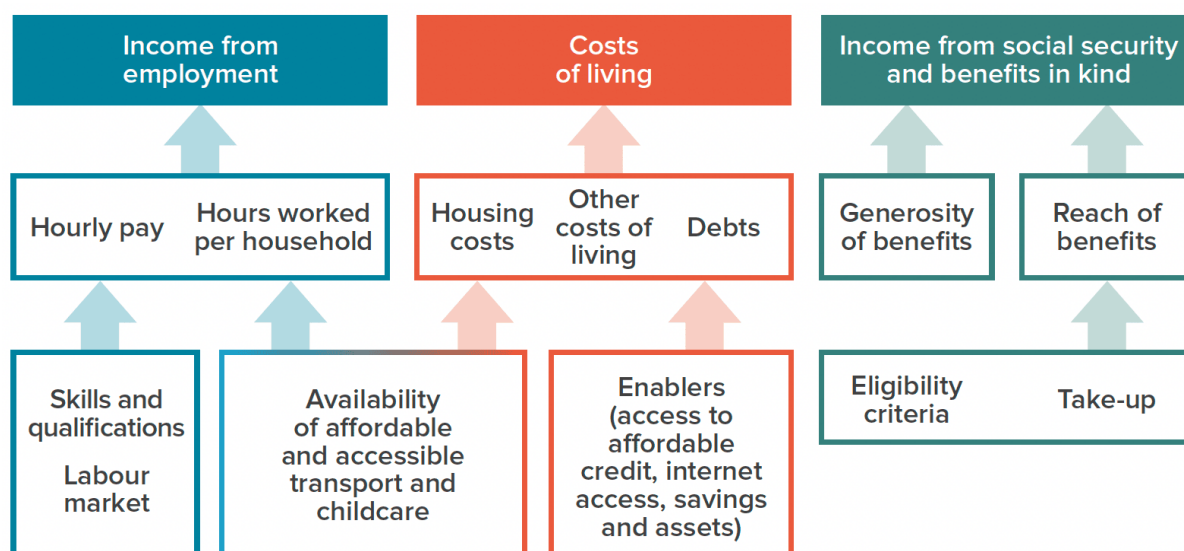 Income from
employment
Costs
of living
Income from social security
and benefits in kind
Hourly pay
Hours worked
per household
Housing
costs
Other
costs of
living
Debts
Generosity
of benefits
Reach of
benefits
Skills and
qualifications
Labour
market
Availability
of affordable
and accessible
transport and
childcare
Enablers
(access to
affordable
credit, internet
access, savings
and assets)
Eligibility
criteria
Take-up